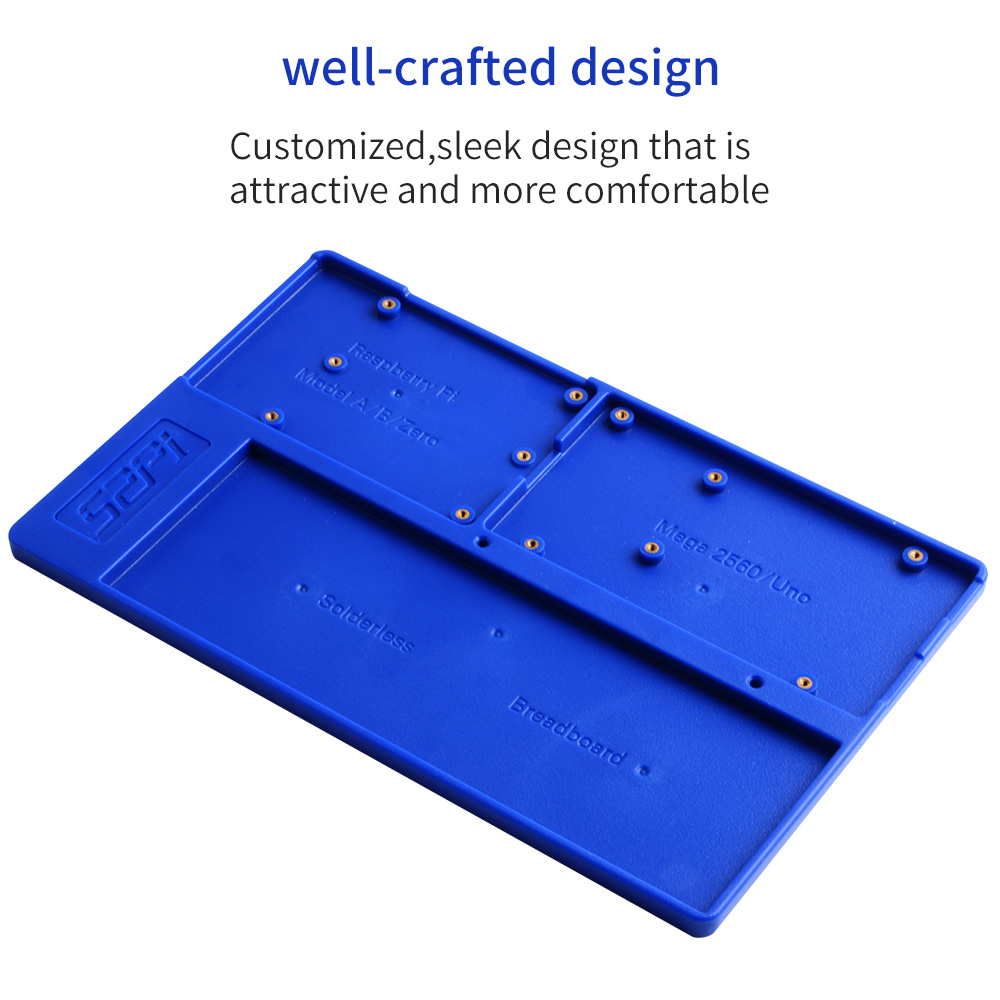 well-crafted design
Customized,sleek design that is
attractive and more comfortable
Raspberry Pi
Model A/B/Zero
Mega 2560/Uno
Solderless
Breadboard